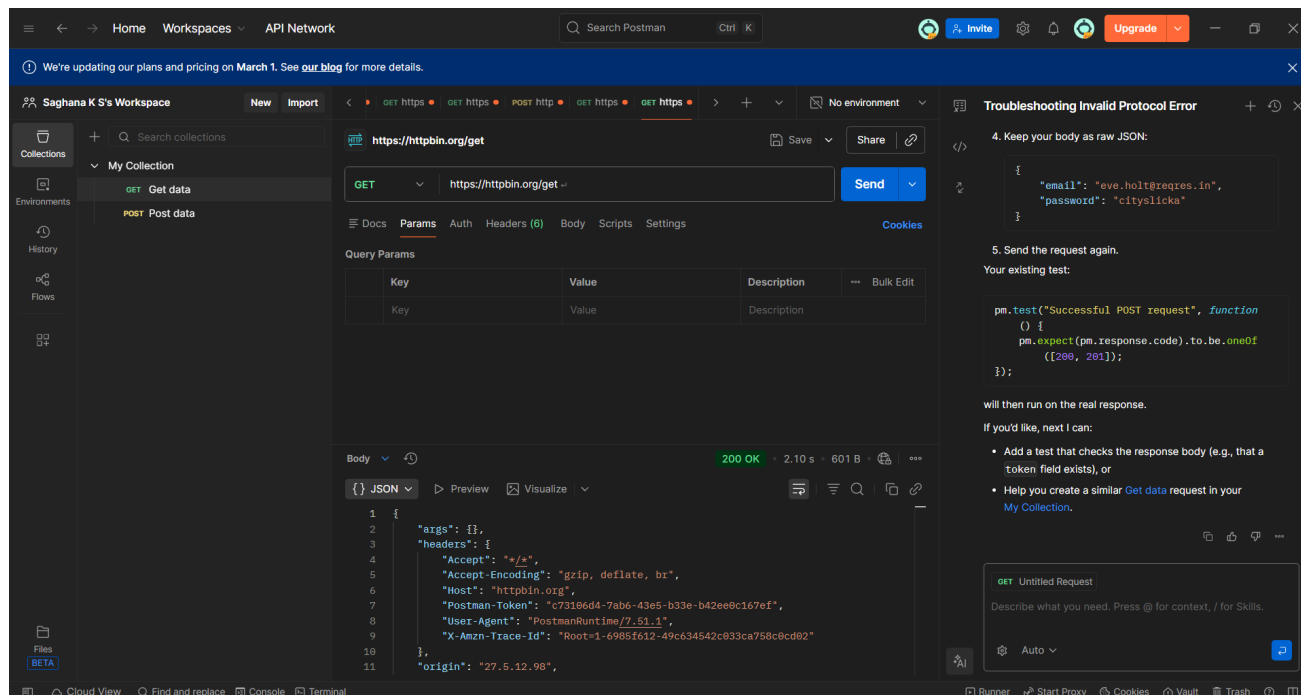 Home Workspaces API Network Search Postman Ctrl K Invite Upgrade
We're updating our plans and pricing on March 1. See our blog for more details.
Saghana K S's Workspace New Import
GET https GET https POST http GET https GET https No environment
Collections
Environments
History
Flows
Files
BETA
Search collections
My Collection
GET Get data
POST Post data
HTTP https://httpbin.org/get Save Share
GET https://httpbin.org/get Send
Docs Params Auth Headers (6) Body Scripts Settings Cookies
Query Params
Key Value Description Bulk Edit
Key Value Description
Body 200 OK 2.10 s 601 B
{} JSON Preview Visualize
1 {
2 "args": {},
3 "headers": {
4 "Accept": "*/*",
5 "Accept-Encoding": "gzip, deflate, br",
6 "Host": "httpbin.org",
7 "Postman-Token": "c73106d4-7ab6-43e5-b33e-b42ee0c167ef",
8 "User-Agent": "PostmanRuntime/7.51.1",
9 "X-Amzn-Trace-Id": "Root=1-6985f612-49c634542c033ca758c0cd02"
10 },
11 "origin": "27.5.12.98",
Troubleshooting Invalid Protocol Error
4. Keep your body as raw JSON:
{
"email": "eve.holt@reqres.in",
"password": "cityslicka"
}
5. Send the request again.
Your existing test:
pm.test("Successful POST request", function
() {
pm.expect(pm.response.code).to.be.oneOf
([200, 201]);
});
will then run on the real response.
If you'd like, next I can:
• Add a test that checks the response body (e.g., that a
token field exists), or
• Help you create a similar Get data request in your
My Collection.
GET Untitled Request
Describe what you need. Press @ for context, / for Skills.
Auto
AI
Cloud View Find and replace Console Terminal Runner Start Proxy Cookies Vault Trash